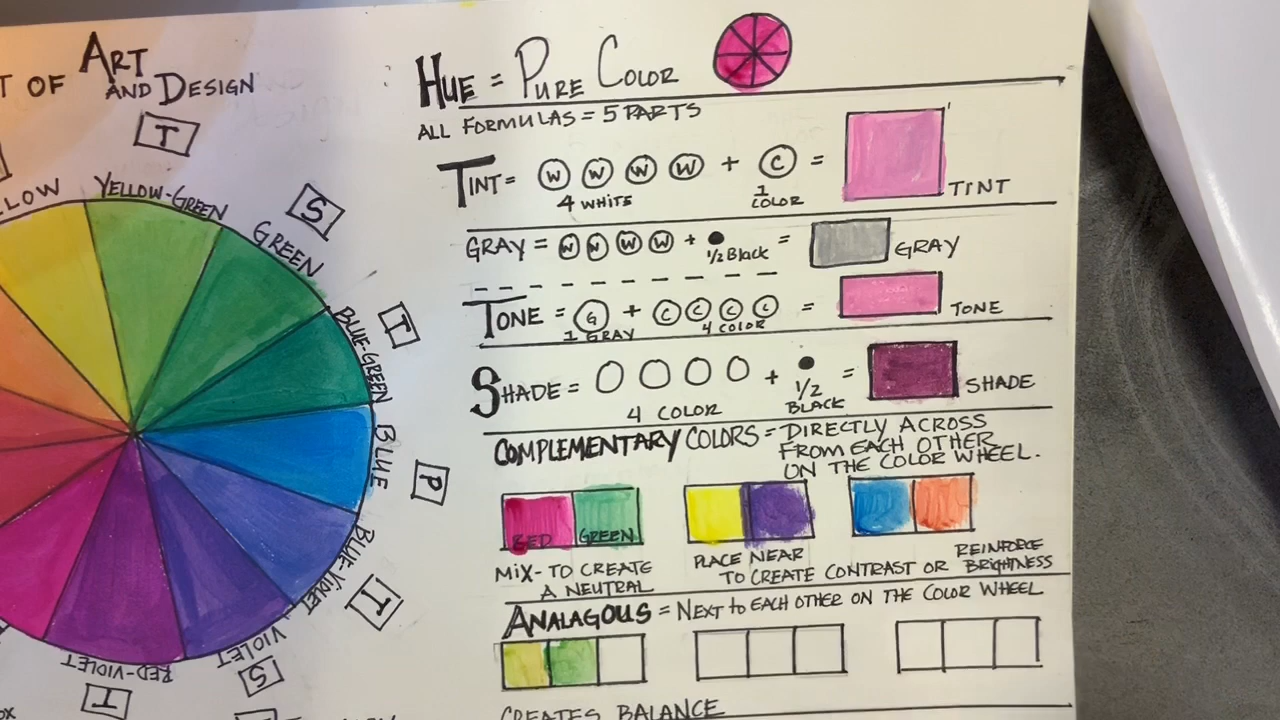 T OF ART
AND DESIGN
T
LLOW
YELLOW-GREEN
S
GREEN
T
BLUE-GREEN
BLUE
P
BLUE-VIOLET
T
VIOLET
S
RED-VIOLET
T
HUE = PURE COLOR
ALL FORMULAS = 5 PARTS
TINT = W W W W + C =
4 WHITE
1 COLOR
TINT
GRAY = W W W W + =
1/2 BLACK
GRAY
TONE = G + C C C C =
1 GRAY
4 COLOR
TONE
SHADE = + =
4 COLOR
1/2 BLACK
SHADE
COMPLEMENTARY COLORS = DIRECTLY ACROSS
FROM EACH OTHER
ON THE COLOR WHEEL.
RED GREEN
MIX- TO CREATE
A NEUTRAL
PLACE NEAR
TO CREATE CONTRAST OR REINFORCE
BRIGHTNESS
ANALAGOUS = NEXT TO EACH OTHER ON THE COLOR WHEEL
CREATES BALANCE